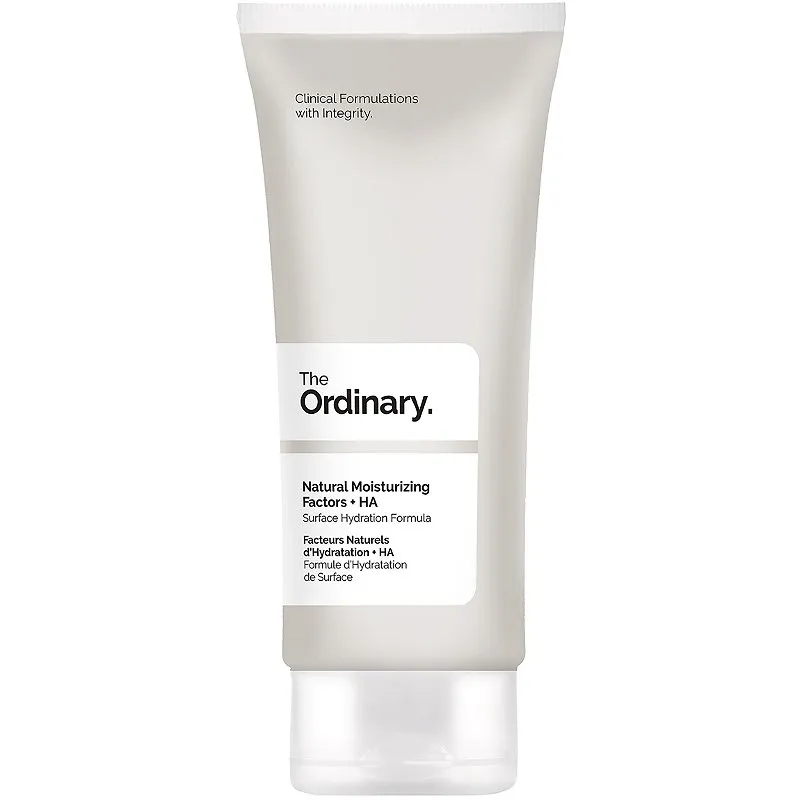 Clinical Formulations
with Integrity.
The
Ordinary.
Natural Moisturizing
Factors + HA
Surface Hydration Formula
Facteurs Naturels
d'Hydratation + HA
Formule d'Hydratation
de Surface